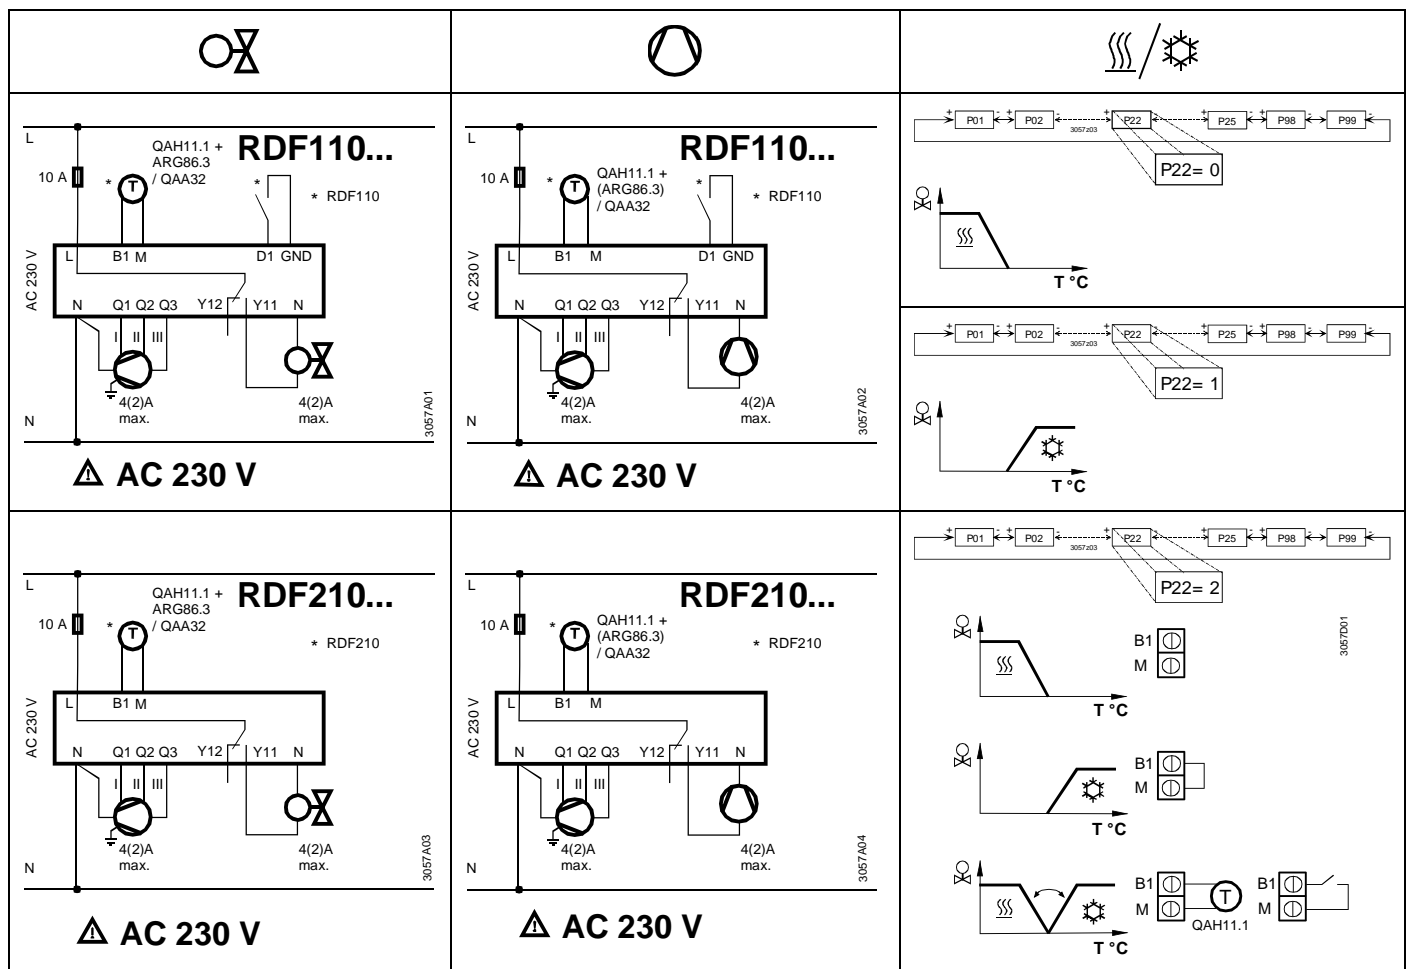 L
10 A
*
T
QAH11.1 +
ARG86.3
/ QAA32
RDF110...
*
* RDF110
AC 230 V
L B1 M D1 GND
N Q1 Q2 Q3 Y12 Y11 N
I II III
4(2)A
max.
4(2)A
max.
N
3057A01
AC 230 V
L
10 A
*
T
QAH11.1 +
(ARG86.3)
/ QAA32
RDF110...
*
* RDF110
AC 230 V
L B1 M D1 GND
N Q1 Q2 Q3 Y12 Y11 N
I II III
4(2)A
max.
4(2)A
max.
N
3057A02
AC 230 V
+ P01 - + P02 - + P22 - + P25 - + P98 - + P99 -
3057z03
P22= 0
T °C
+ P01 - + P02 - + P22 - + P25 - + P98 - + P99 -
3057z03
P22= 1
T °C
L
10 A
*
T
QAH11.1 +
ARG86.3
/ QAA32
RDF210...
* RDF210
AC 230 V
L B1 M
N Q1 Q2 Q3 Y12 Y11 N
I II III
4(2)A
max.
4(2)A
max.
N
3057A03
AC 230 V
L
10 A
*
T
QAH11.1 +
(ARG86.3)
/ QAA32
RDF210...
* RDF210
AC 230 V
L B1 M
N Q1 Q2 Q3 Y12 Y11 N
I II III
4(2)A
max.
4(2)A
max.
N
3057A04
AC 230 V
+ P01 - + P02 - + P22 - + P25 - + P98 - + P99 -
3057z03
P22= 2
3057D01
B1
M
T °C
B1
M
T °C
B1
M
T
QAH11.1
B1
M
T °C